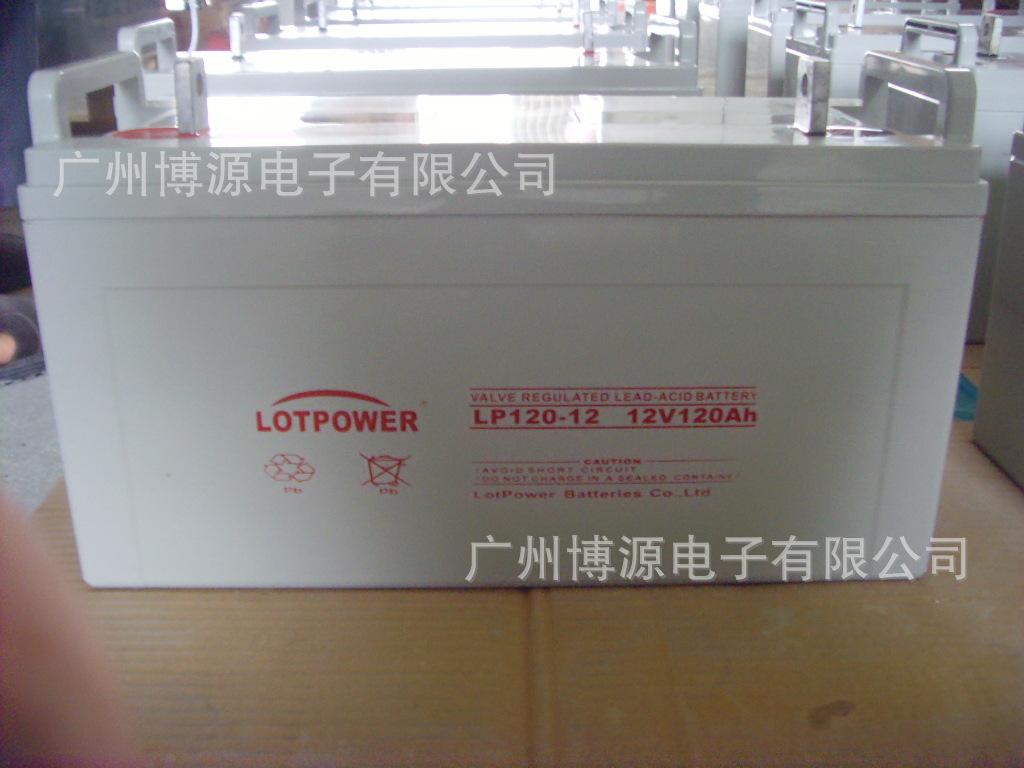 广州博源电子有限公司
LOTPOWER
VALVE REGULATED LEAD-ACID BATTERY
LP120-12 12V120Ah
Pb
Pb
CAUTION
AVOID SHORT CIRCUIT
DO NOT CHARGE IN A SEALED CONTAINE
LotPower Batteries Co.,Ltd
广州博源电子有限公司